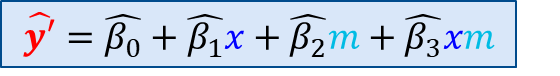 ŷ′ = β̂₀ + β̂₁x + β̂₂m + β̂₃xm